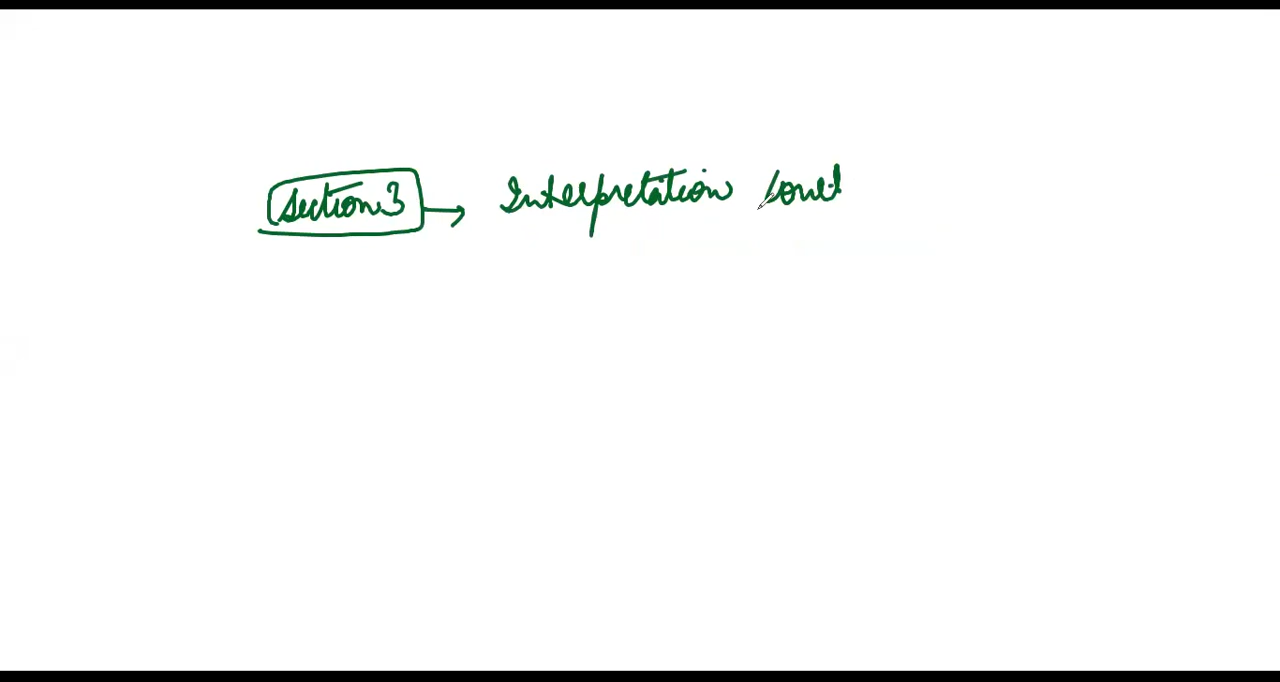 Section 3 → Interpretation